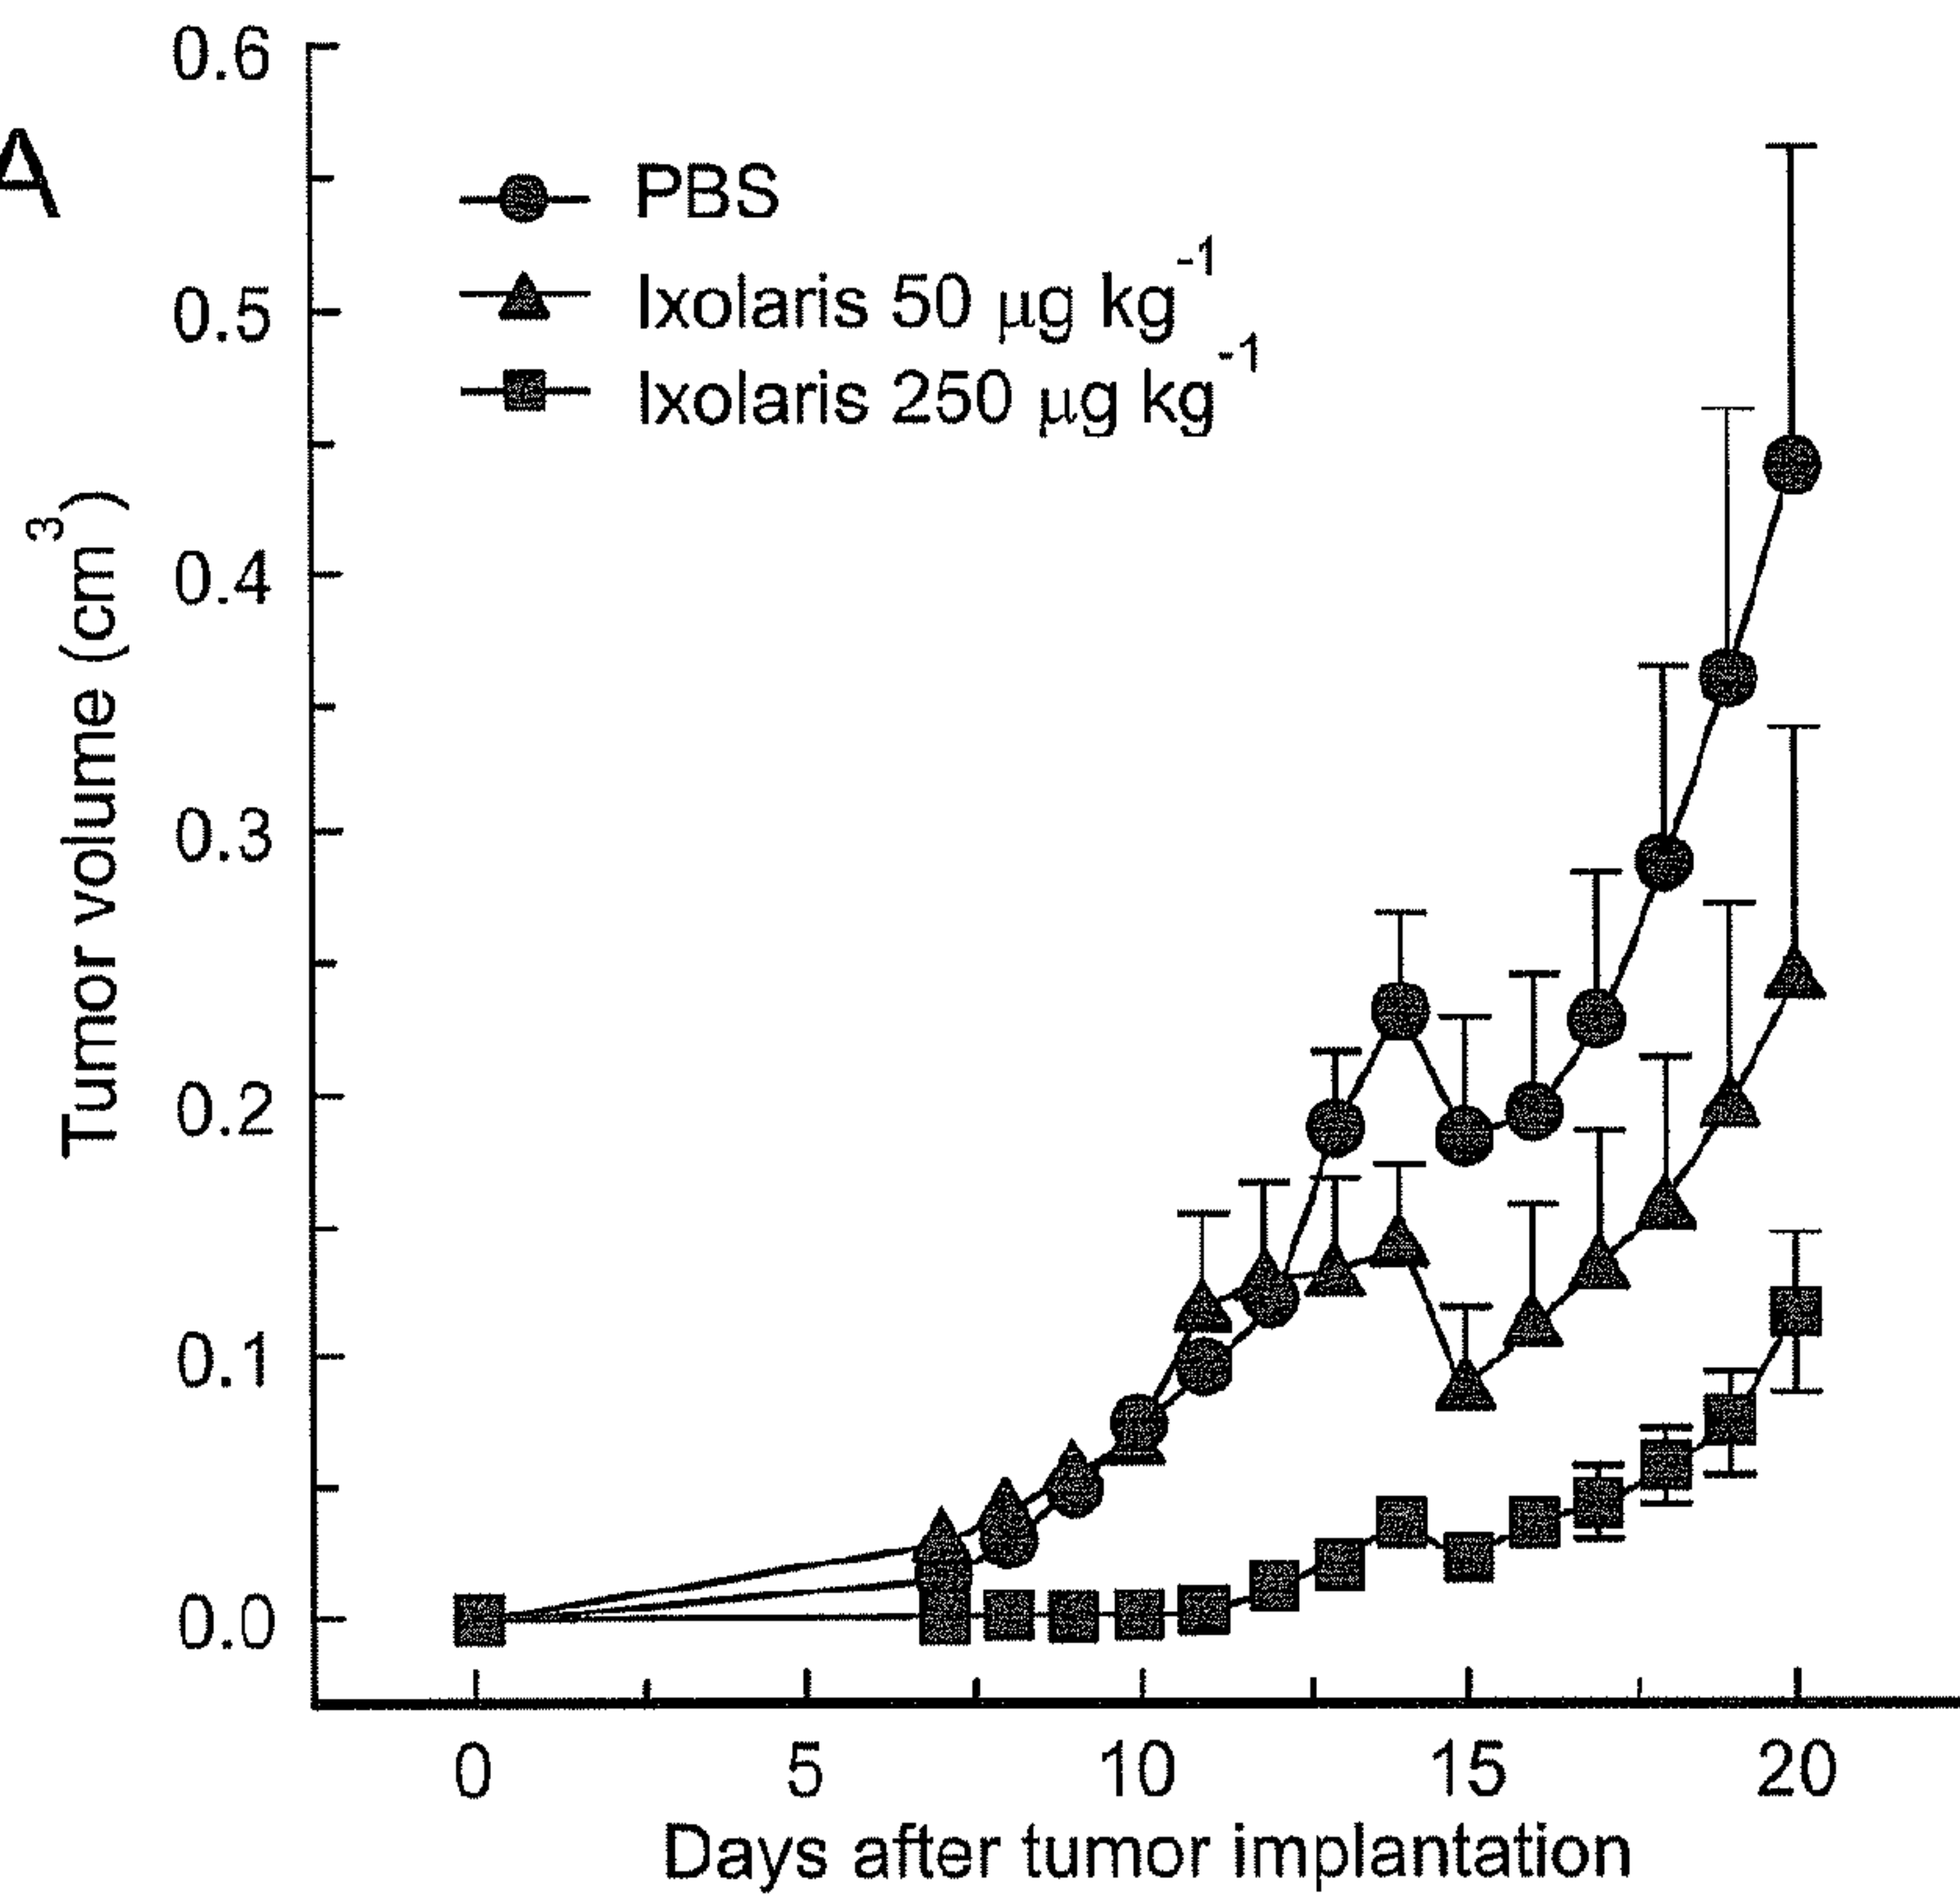 A
0.6
0.5
0.4
0.3
0.2
0.1
0.0
Tumor volume (cm³)
PBS
Ixolaris 50 μg kg⁻¹
Ixolaris 250 μg kg⁻¹
0 5 10 15 20
Days after tumor implantation